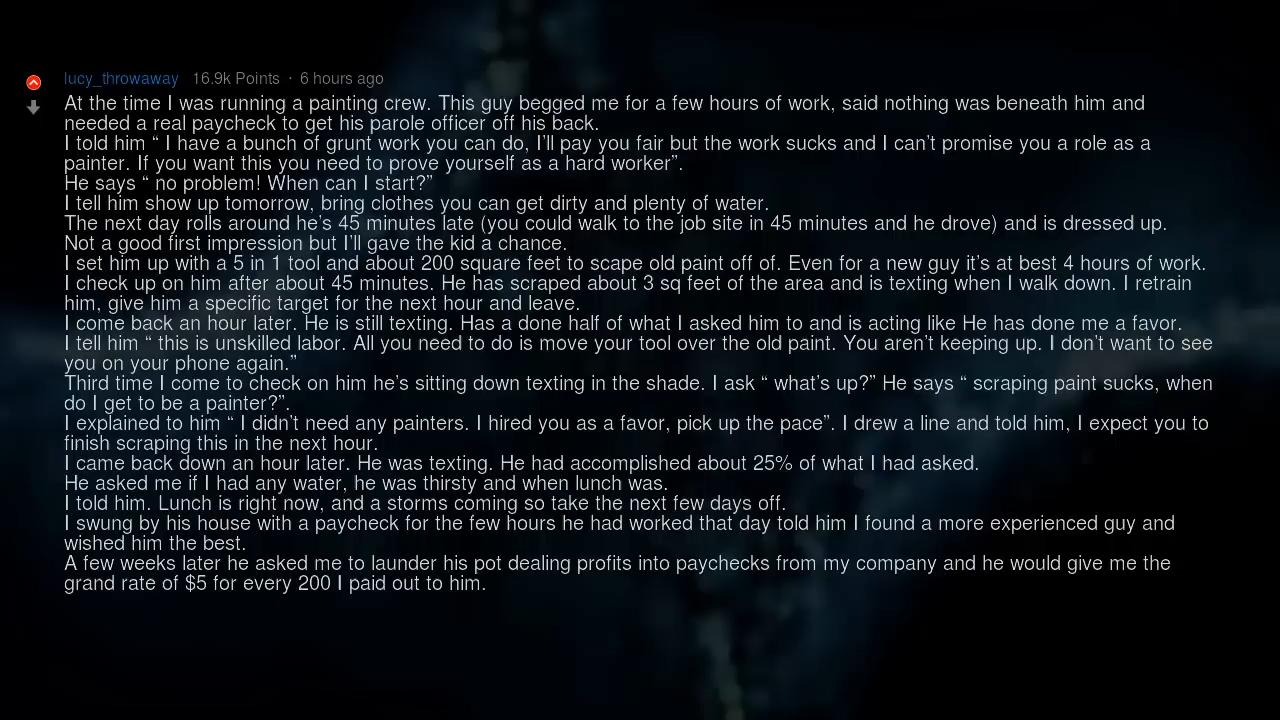 lucy_throwaway 16.9k Points · 6 hours ago
At the time I was running a painting crew. This guy begged me for a few hours of work, said nothing was beneath him and
needed a real paycheck to get his parole officer off his back.
I told him “ I have a bunch of grunt work you can do, I’ll pay you fair but the work sucks and I can’t promise you a role as a
painter. If you want this you need to prove yourself as a hard worker”.
He says “ no problem! When can I start?”
I tell him show up tomorrow, bring clothes you can get dirty and plenty of water.
The next day rolls around he’s 45 minutes late (you could walk to the job site in 45 minutes and he drove) and is dressed up.
Not a good first impression but I’ll gave the kid a chance.
I set him up with a 5 in 1 tool and about 200 square feet to scape old paint off of. Even for a new guy it’s at best 4 hours of work.
I check up on him after about 45 minutes. He has scraped about 3 sq feet of the area and is texting when I walk down. I retrain
him, give him a specific target for the next hour and leave.
I come back an hour later. He is still texting. Has a done half of what I asked him to and is acting like He has done me a favor.
I tell him “ this is unskilled labor. All you need to do is move your tool over the old paint. You aren’t keeping up. I don’t want to see
you on your phone again.”
Third time I come to check on him he’s sitting down texting in the shade. I ask “ what’s up?” He says “ scraping paint sucks, when
do I get to be a painter?”.
I explained to him “ I didn’t need any painters. I hired you as a favor, pick up the pace”. I drew a line and told him, I expect you to
finish scraping this in the next hour.
I came back down an hour later. He was texting. He had accomplished about 25% of what I had asked.
He asked me if I had any water, he was thirsty and when lunch was.
I told him. Lunch is right now, and a storms coming so take the next few days off.
I swung by his house with a paycheck for the few hours he had worked that day told him I found a more experienced guy and
wished him the best.
A few weeks later he asked me to launder his pot dealing profits into paychecks from my company and he would give me the
grand rate of $5 for every 200 I paid out to him.